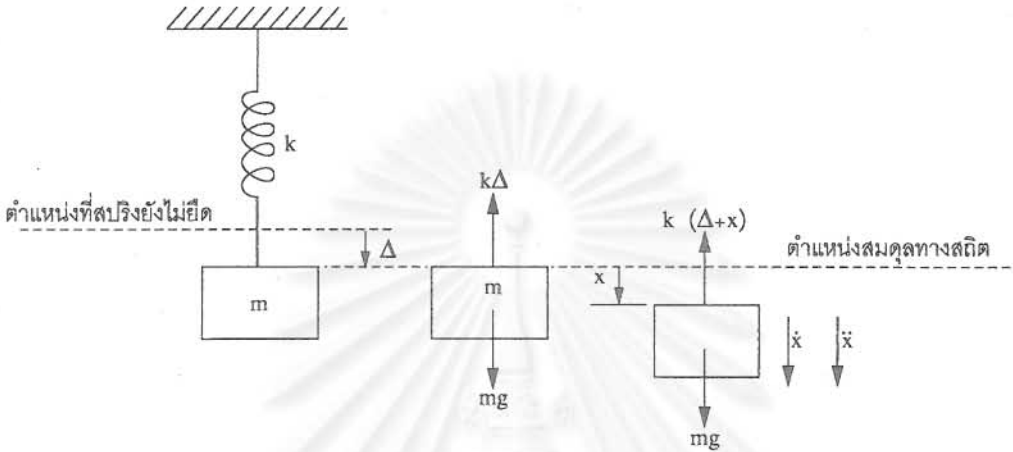 k
ตำแหน่งที่สปริงยังไม่ยืด
Δ
m
kΔ
m
mg
k (Δ+x)
ตำแหน่งสมดุลทางสถิต
x
ẋ
ẍ
mg